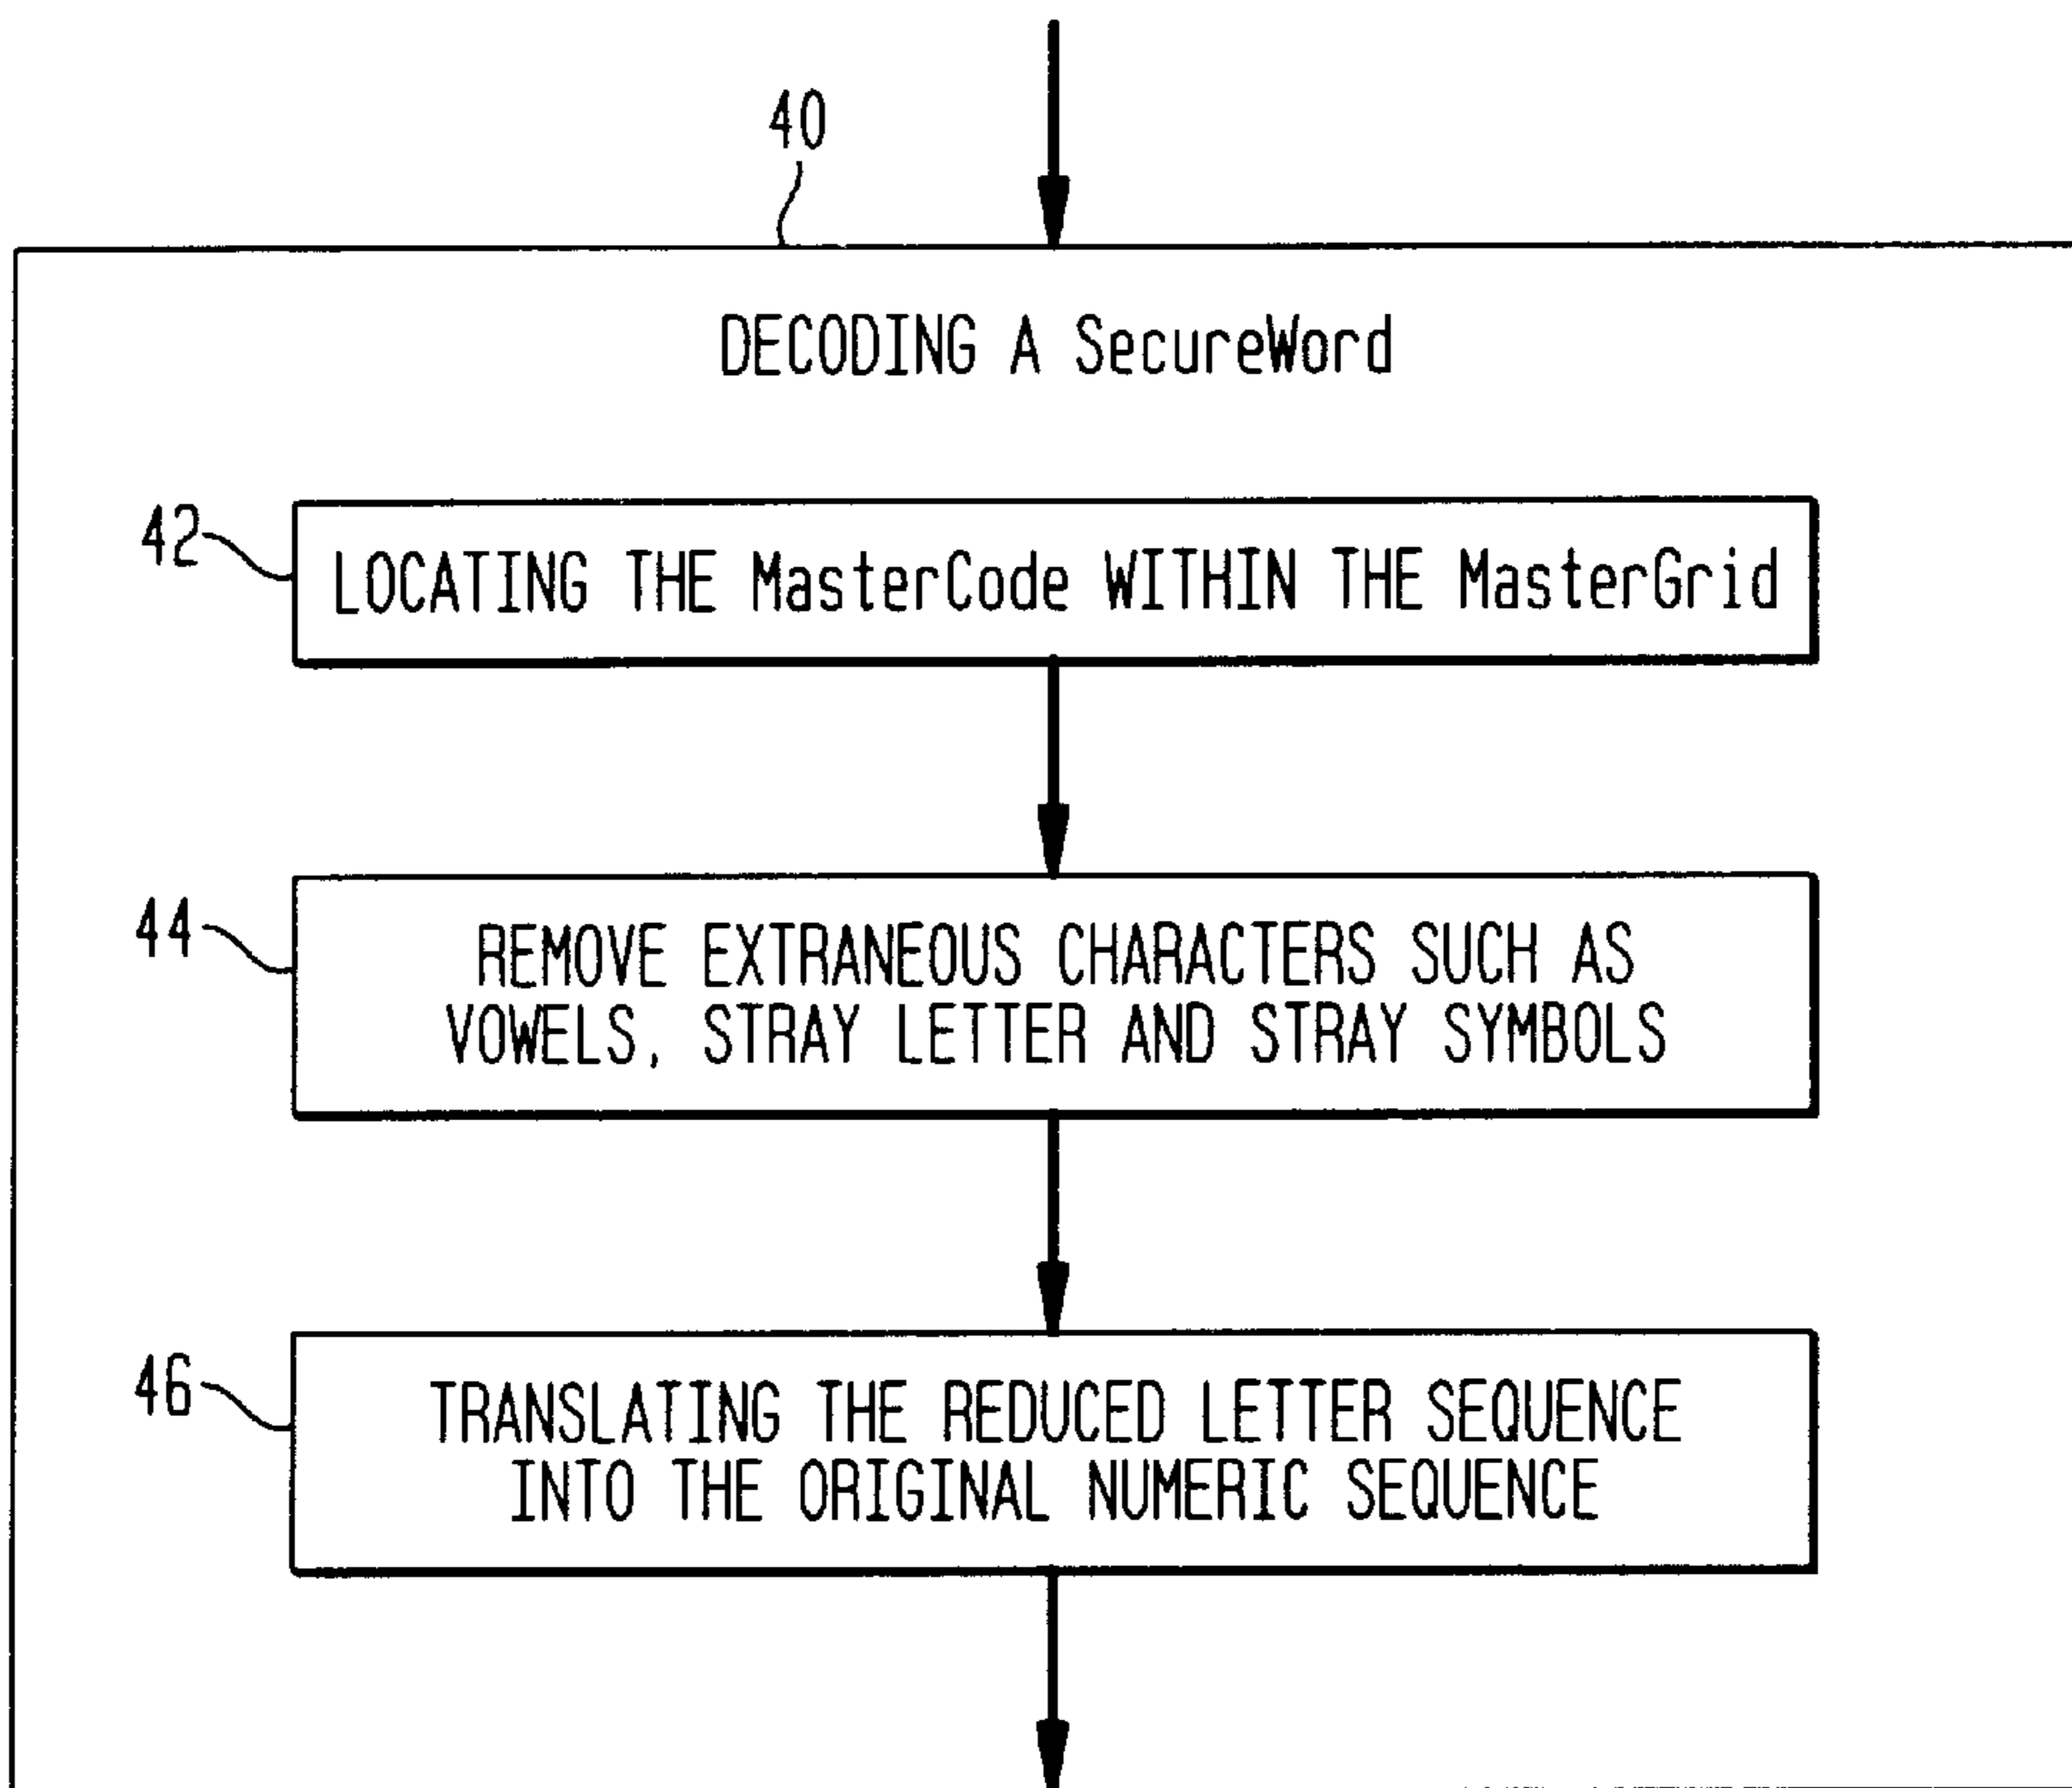 40
DECODING A SecureWord
42
LOCATING THE MasterCode WITHIN THE MasterGrid
44
REMOVE EXTRANEOUS CHARACTERS SUCH AS
VOWELS, STRAY LETTER AND STRAY SYMBOLS
46
TRANSLATING THE REDUCED LETTER SEQUENCE
INTO THE ORIGINAL NUMERIC SEQUENCE